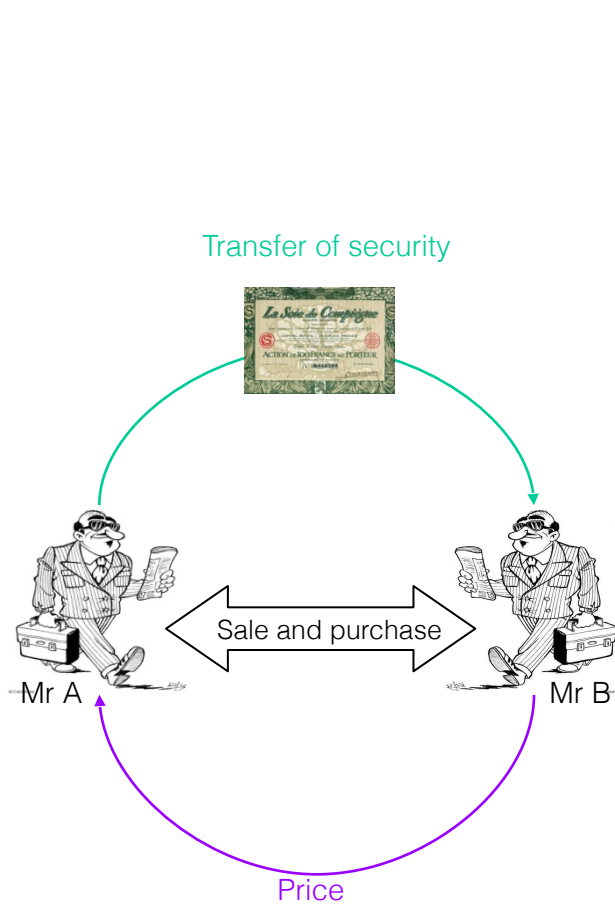 Transfer of security
La Soie de Compiègne
ACTION DE 100 FRANCS AU PORTEUR
Sale and purchase
Mr A
Mr B
Price